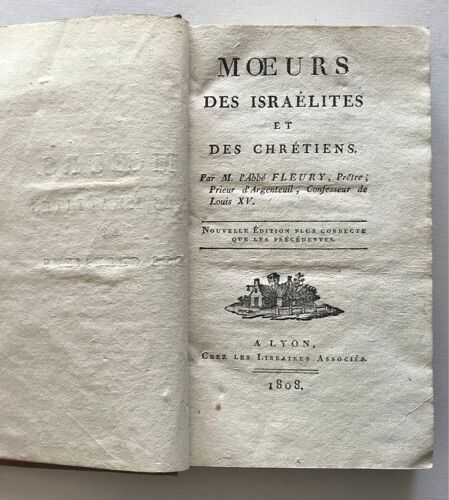 MŒURS
DES ISRAÉLITES
ET
DES CHRÉTIENS.
Par M. l'Abbé FLEURY, Prêtre;
Prieur d'Argenteuil, Confesseur de
Louis XV.
NOUVELLE ÉDITION PLUS CORRECTE
QUE LES PRÉCÉDENTES.
A LYON,
CHEZ LES LIBRAIRES ASSOCIÉS.
1808.